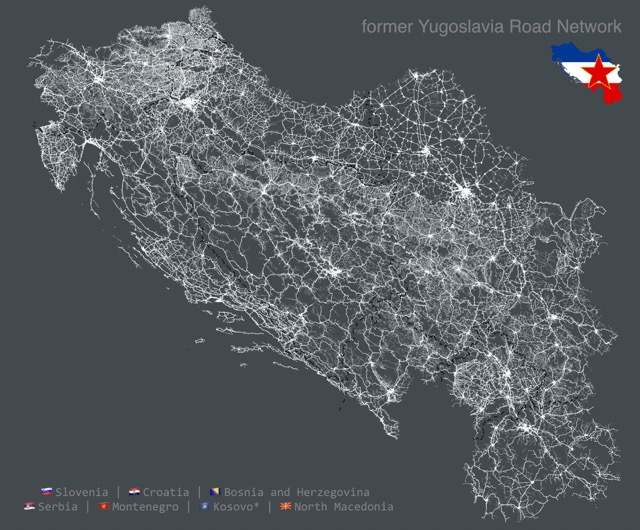 former Yugoslavia Road Network
Slovenia | Croatia | Bosnia and Herzegovina
Serbia | Montenegro | Kosovo* | North Macedonia